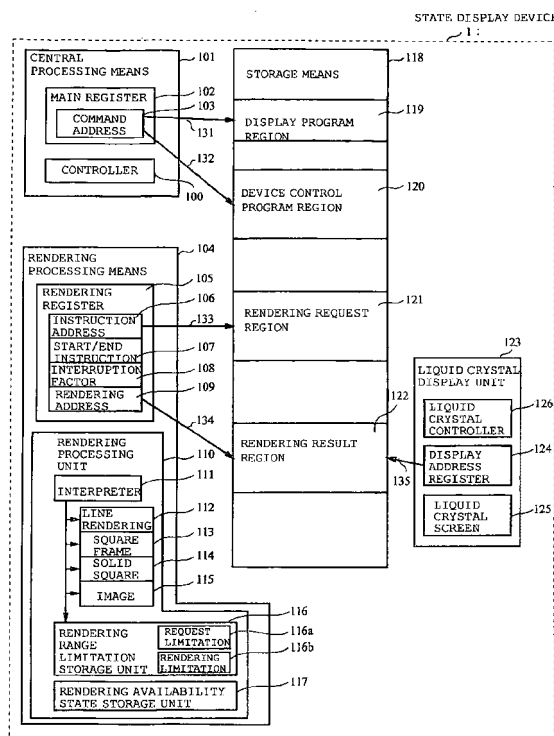 STATE DISPLAY DEVICE
CENTRAL
PROCESSING MEANS
101
MAIN REGISTER
102
103
COMMAND
ADDRESS
131
132
CONTROLLER
100
STORAGE MEANS
118
DISPLAY PROGRAM
REGION
119
DEVICE CONTROL
PROGRAM REGION
120
RENDERING
PROCESSING MEANS
104
RENDERING
REGISTER
105
106
INSTRUCTION
ADDRESS
133
START/END
INSTRUCTION
107
INTERRUPTION
FACTOR
108
RENDERING
ADDRESS
109
134
RENDERING REQUEST
REGION
121
122
RENDERING RESULT
REGION
123
LIQUID CRYSTAL
DISPLAY UNIT
126
LIQUID
CRYSTAL
CONTROLLER
124
DISPLAY
ADDRESS
REGISTER
135
125
LIQUID
CRYSTAL
SCREEN
RENDERING
PROCESSING
UNIT
110
111
INTERPRETER
112
LINE
RENDERING
113
SQUARE
FRAME
114
SOLID
SQUARE
115
IMAGE
116
RENDERING
RANGE
LIMITATION
STORAGE UNIT
116a
REQUEST
LIMITATION
116b
RENDERING
LIMITATION
117
RENDERING AVAILABILITY
STATE STORAGE UNIT